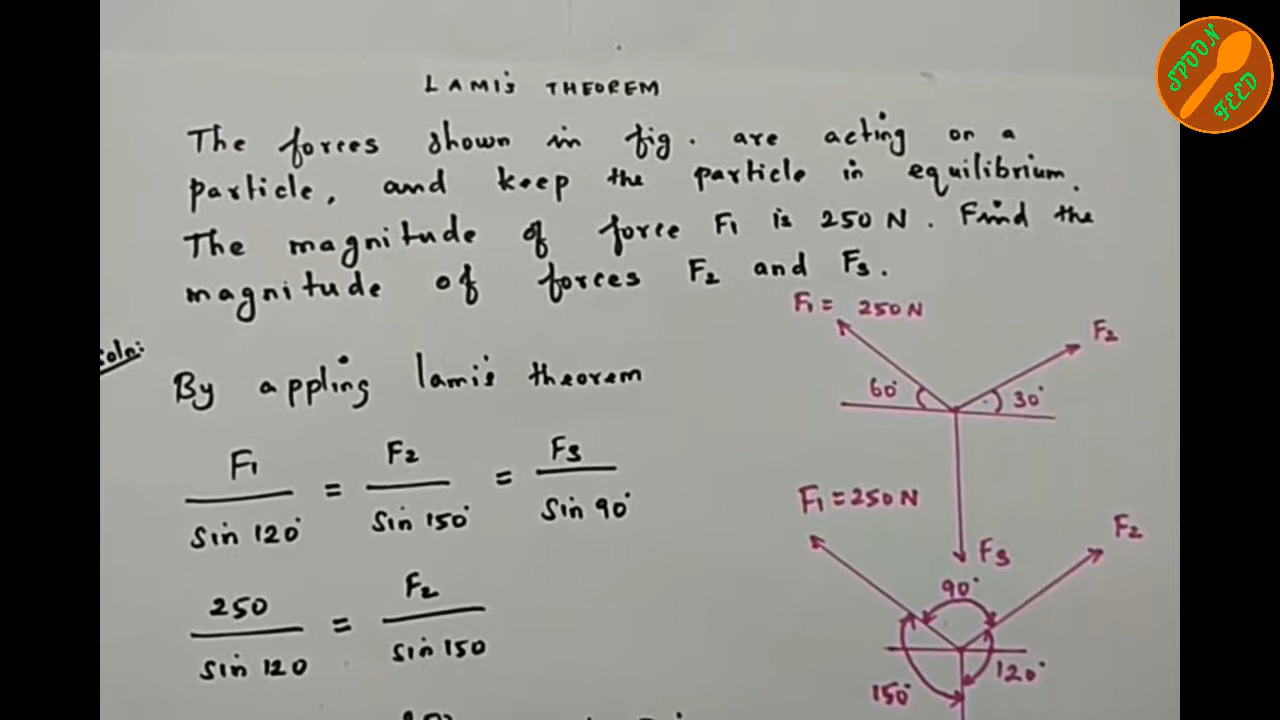 LAMI's THEOREM
The forces shown in fig. are acting on a
particle, and keep the particle in equilibrium.
The magnitude of force F1 is 250 N. Find the
magnitude of forces F2 and F3.
F1 = 250 N
F2
60°
30°
F3
Soln:
By appling lami's theorem
F1 / sin 120° = F2 / sin 150° = F3 / sin 90°
250 / sin 120 = F2 / sin 150
F1 = 250 N
F2
90°
120°
150°
SPOON
FEED